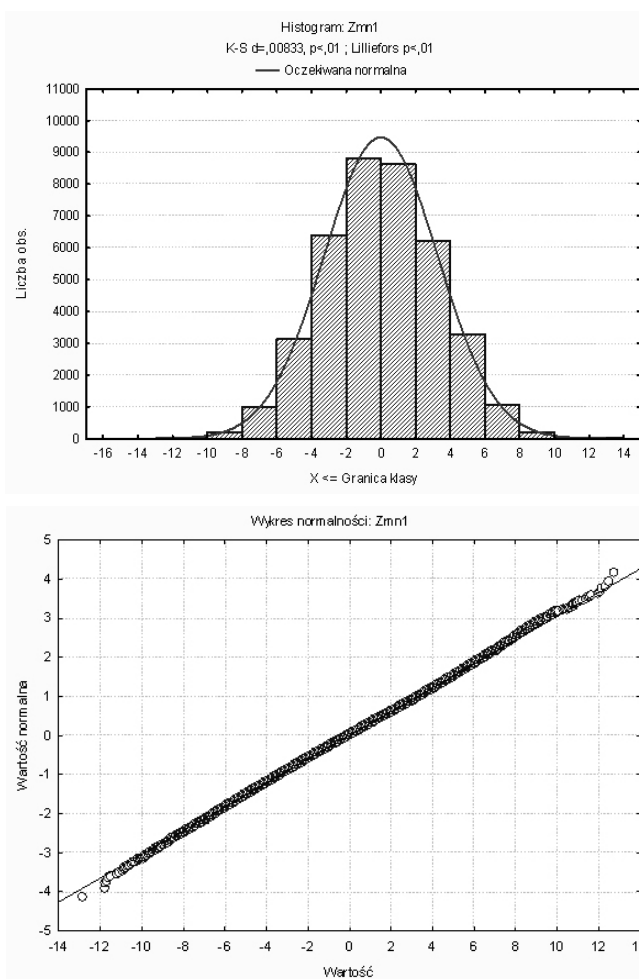 Histogram: Zmn1
K-S d=,00833, p<,01 ; Lilliefors p<,01
Oczekiwana normalna
11000
10000
9000
8000
7000
6000
5000
4000
3000
2000
1000
0
Liczba obs.
-16 -14 -12 -10 -8 -6 -4 -2 0 2 4 6 8 10 12 14
X <= Granica klasy
Wykres normalności: Zmn1
5
4
3
2
1
0
-1
-2
-3
-4
-5
Wartość normalna
-14 -12 -10 -8 -6 -4 -2 0 2 4 6 8 10 12 14
Wartość